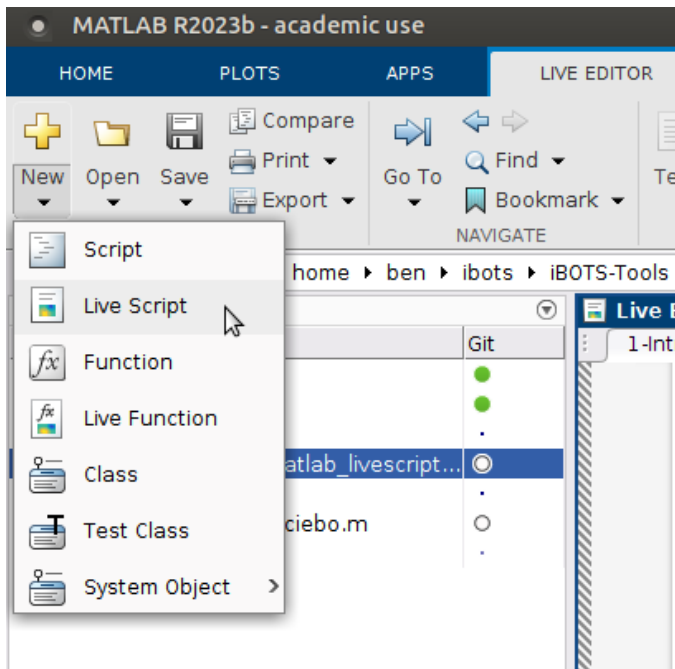 MATLAB R2023b - academic use
HOME PLOTS APPS LIVE EDITOR
Compare
Print
Export
New Open Save Go To
Find
Bookmark
NAVIGATE
home ben ibots iBOTS-Tools
Script
Live Script
fx Function
fx Live Function
Class
T Test Class
System Object
Live
Git
1-Int
atlab_livescript...
ciebo.m